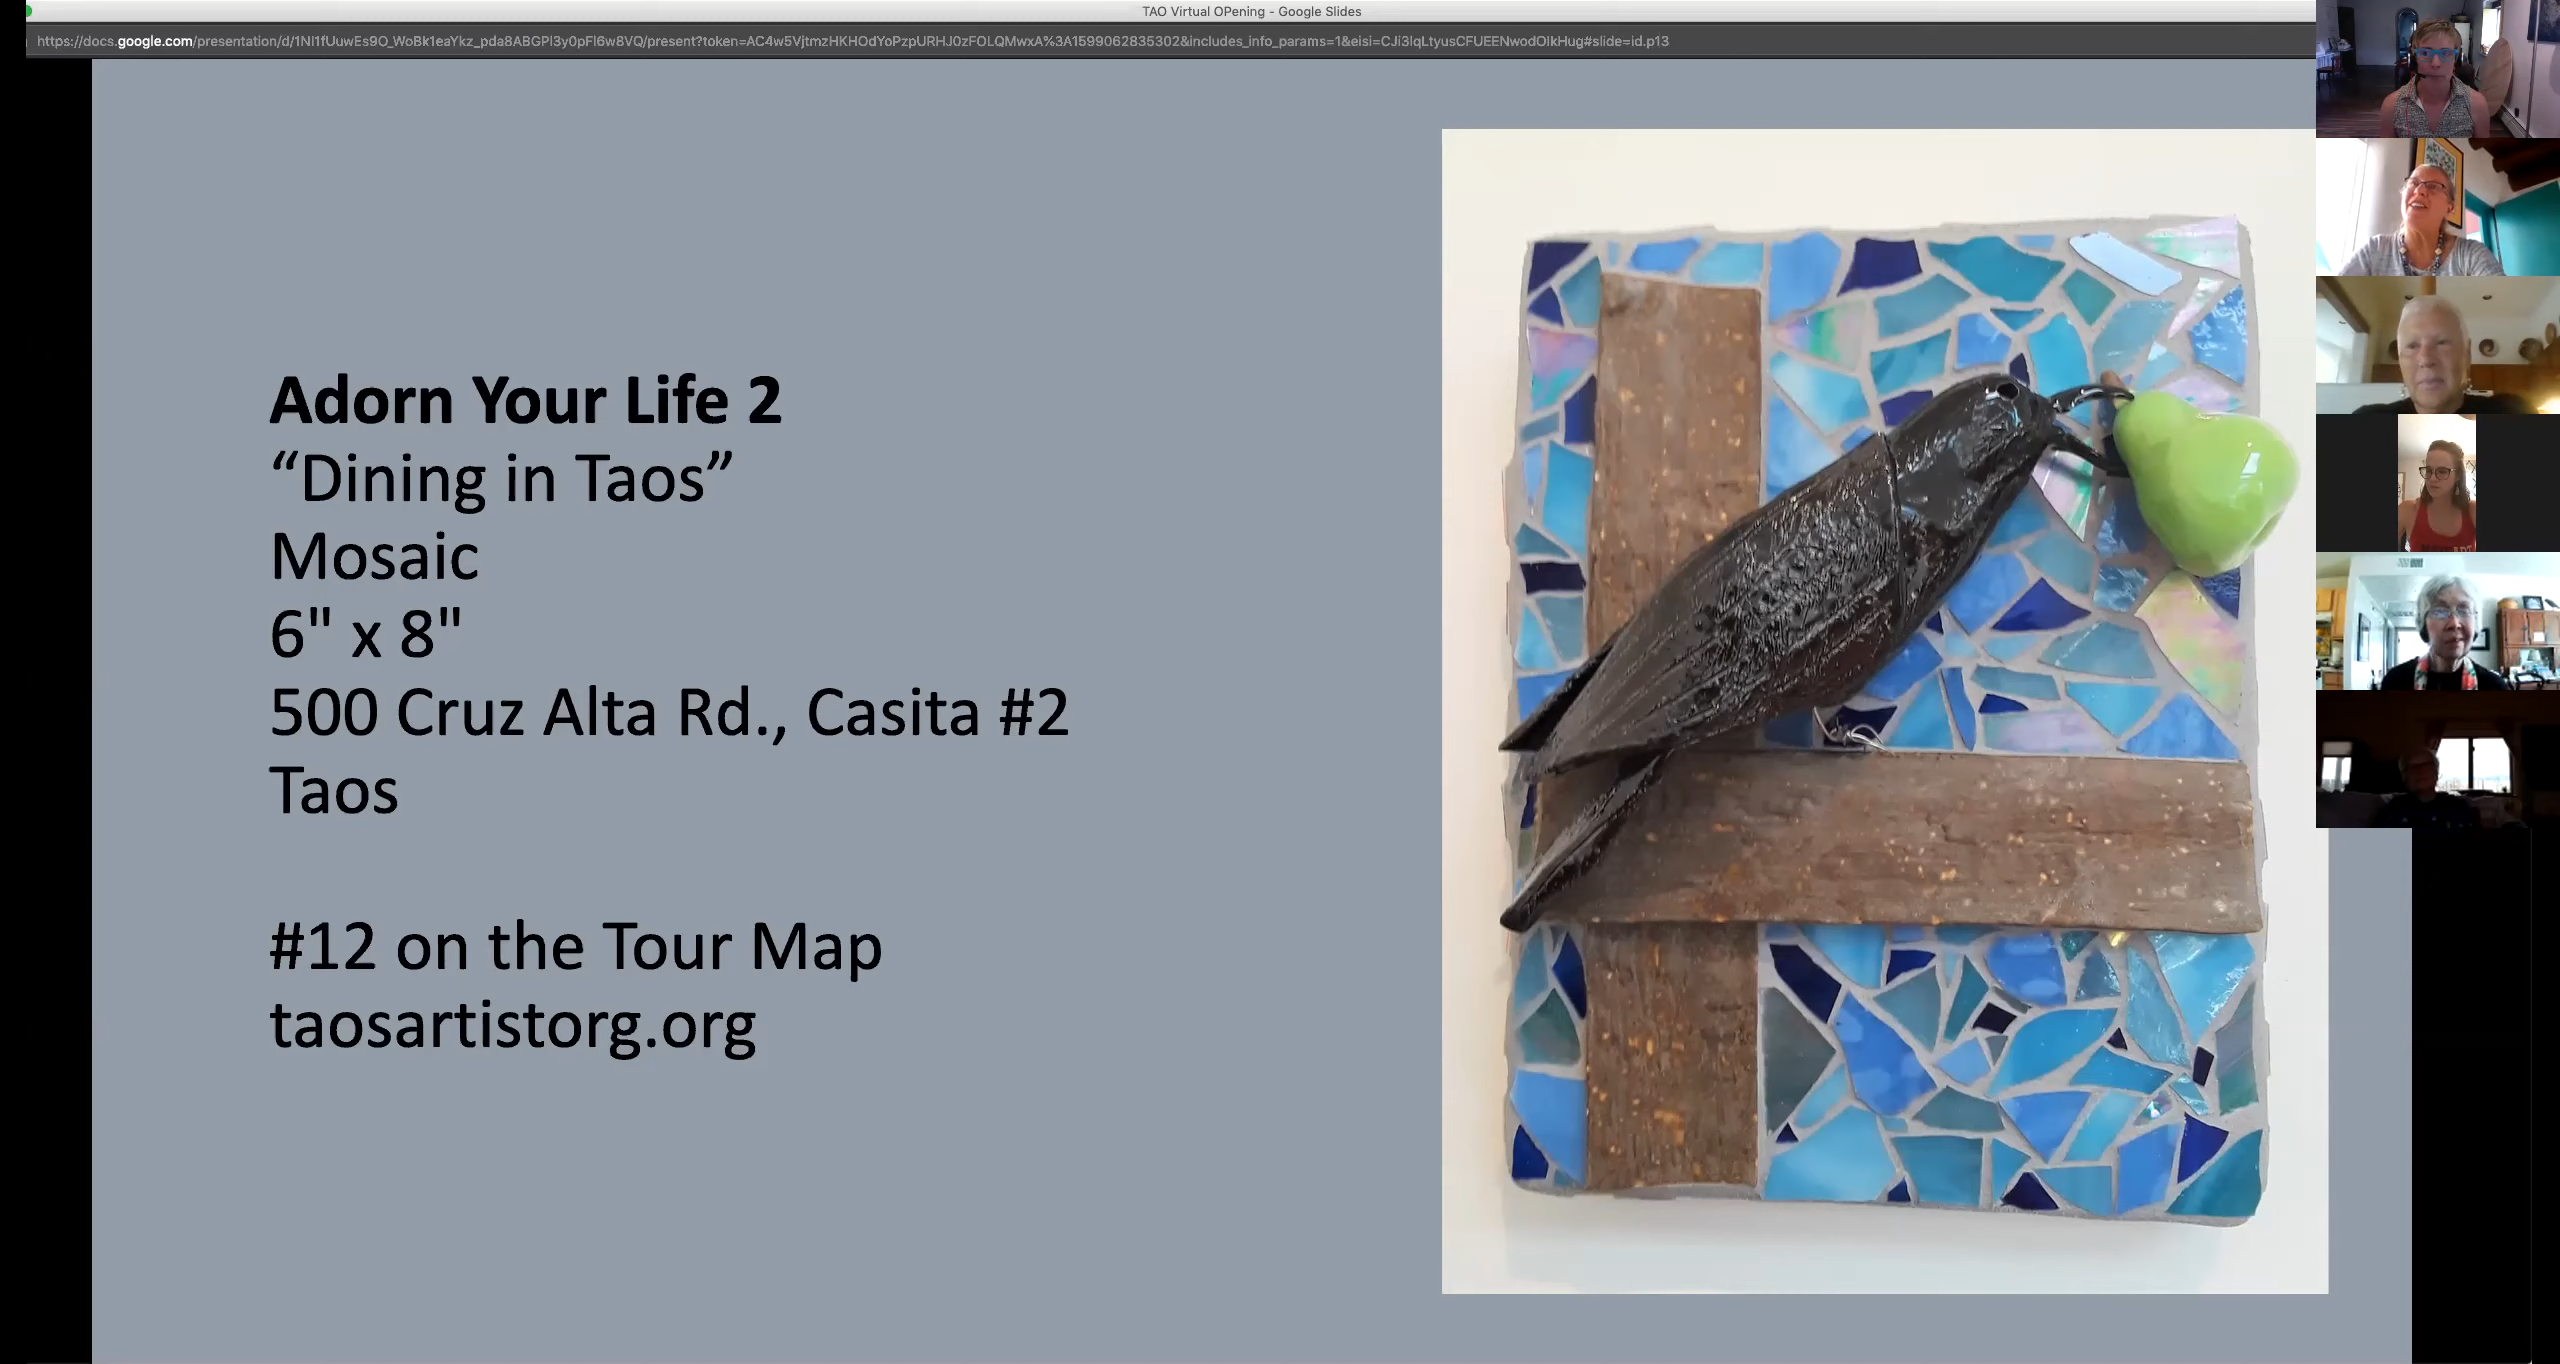 TAO Virtual OPening - Google Slides
https://docs.google.com/presentation/d/1NI1fUuwEs9O_WoBk1eaYkz_pda8ABGPI3y0pFl6w8VQ/present?token=AC4w5VjtmzHKHOdYoPzpURHJ0zFOLQMwxA%3A1599062835302&includes_info_params=1&eisi=CJi3lqLtyusCFUEENwodOlkHug#slide=id.p13
Adorn Your Life 2
“Dining in Taos”
Mosaic
6" x 8"
500 Cruz Alta Rd., Casita #2
Taos
#12 on the Tour Map
taosartistorg.org